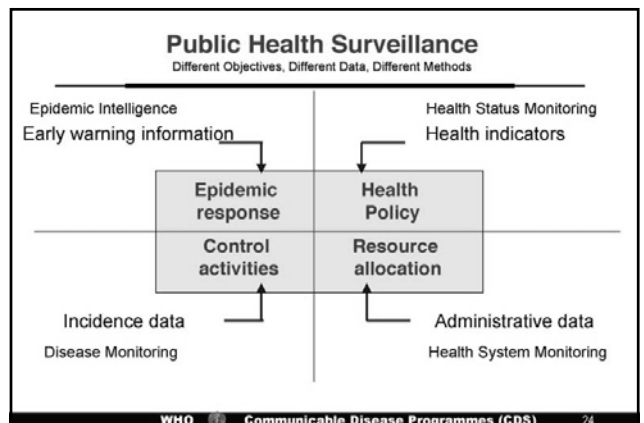 Public Health Surveillance
Different Objectives, Different Data, Different Methods
Epidemic Intelligence
Early warning information
Health Status Monitoring
Health indicators
Epidemic
response
Health
Policy
Control
activities
Resource
allocation
Incidence data
Disease Monitoring
Administrative data
Health System Monitoring
WHO Communicable Disease Programmes (CDS) 24